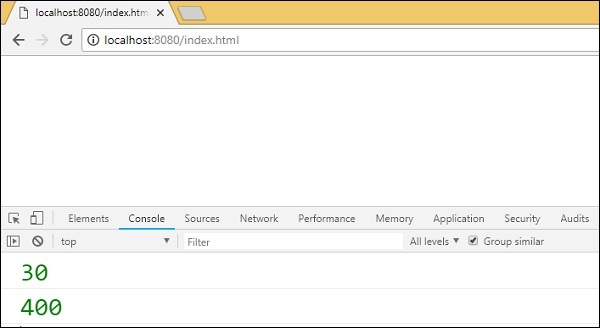 localhost:8080/index.htm
localhost:8080/index.html
Elements Console Sources Network Performance Memory Application Security Audits
top Filter All levels Group similar
30
400